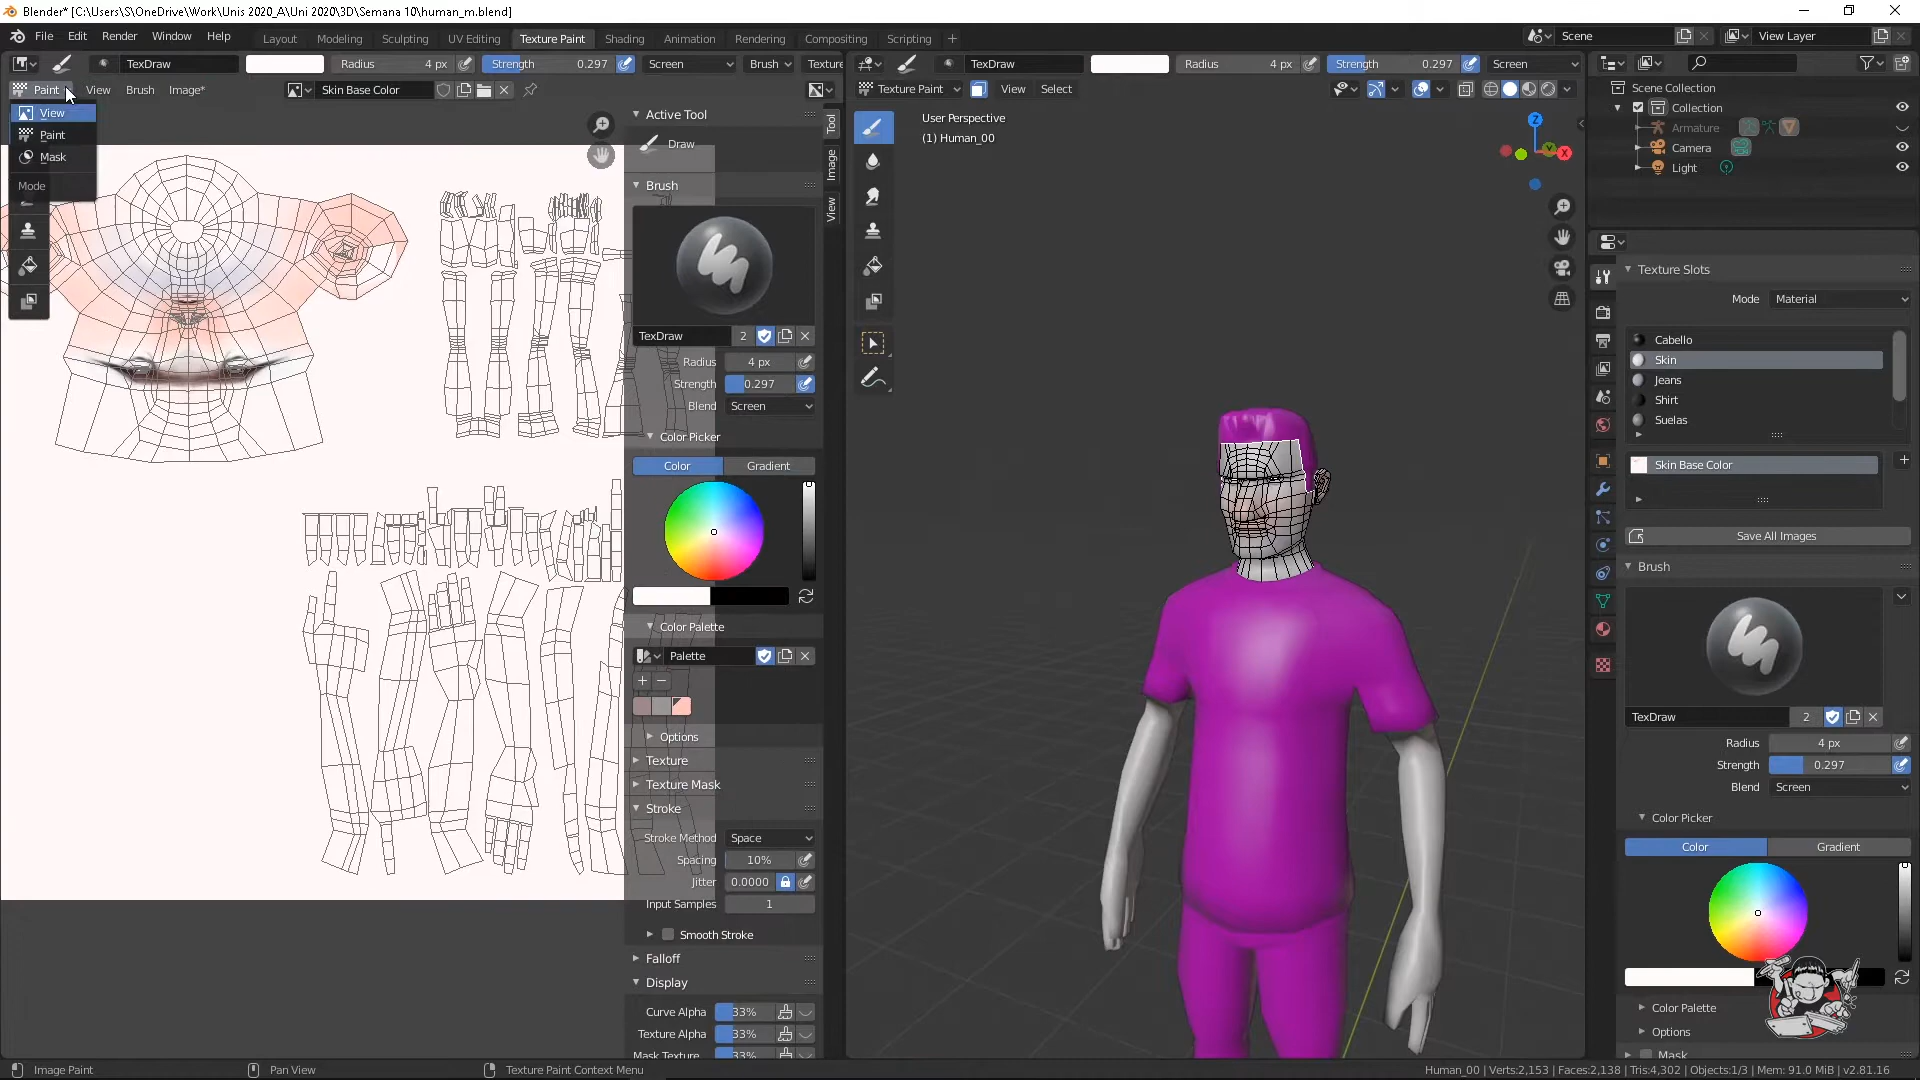 Blender* [C:\Users\S\OneDrive\Work\Unis 2020_A\Uni 2020\3D\Semana 10\human_m.blend]
File Edit Render Window Help Layout Modeling Sculpting UV Editing Texture Paint Shading Animation Rendering Compositing Scripting + Scene View Layer
TexDraw Radius 4 px Strength 0.297 Screen Brush Texture
TexDraw Radius 4 px Strength 0.297 Screen
Paint View Brush Image* Skin Base Color
Texture Paint View Select
View
Paint
Mask
Mode
Active Tool
Draw
Brush
TexDraw 2
Radius 4 px
Strength 0.297
Blend Screen
Color Picker
Color Gradient
Color Palette
Palette
Options
Texture
Texture Mask
Stroke
Stroke Method Space
Spacing 10%
Jitter 0.0000
Input Samples 1
Smooth Stroke
Falloff
Display
Curve Alpha 33%
Texture Alpha 33%
Mask Texture 33%
Tool
Image
View
User Perspective
(1) Human_00
Z
Y
X
Scene Collection
Collection
Armature
Camera
Light
Texture Slots
Mode Material
Cabello
Skin
Jeans
Shirt
Suelas
Skin Base Color
Save All Images
Brush
TexDraw 2
Radius 4 px
Strength 0.297
Blend Screen
Color Picker
Color Gradient
Color Palette
Options
Mask
Image Paint Pan View Texture Paint Context Menu Human_00 | Verts:2,153 | Faces:2,138 | Tris:4,302 | Objects:1/3 | Mem: 91.0 MiB | v2.81.16